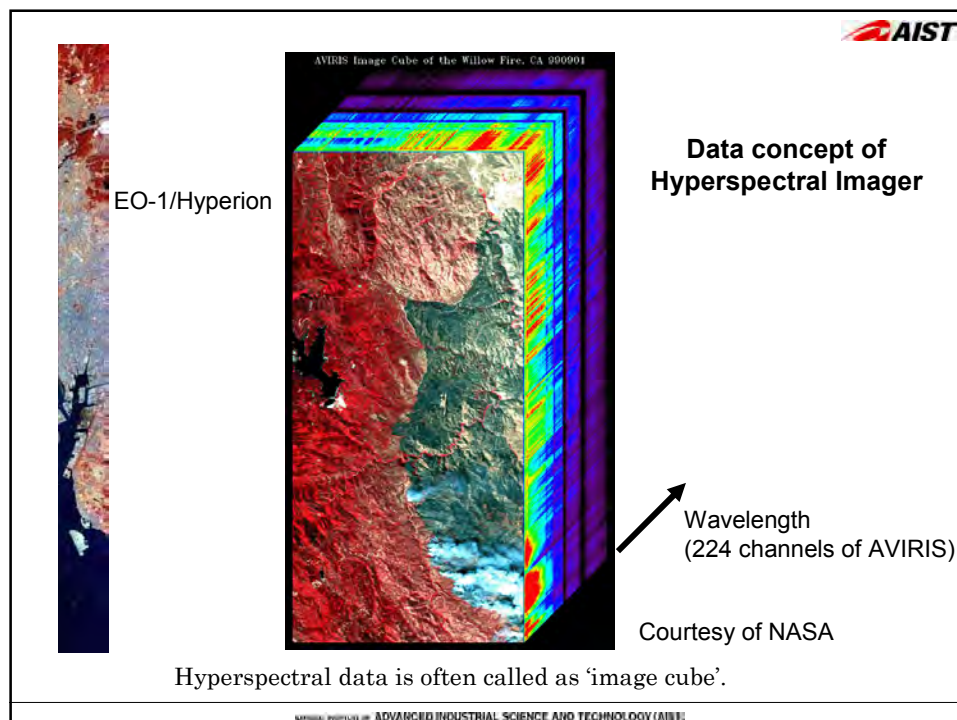 AIST
AVIRIS Image Cube of the Willow Fire, CA 990901
Data concept of
Hyperspectral Imager
EO-1/Hyperion
Wavelength
(224 channels of AVIRIS)
Courtesy of NASA
Hyperspectral data is often called as ‘image cube’.
ADVANCED INDUSTRIAL SCIENCE AND TECHNOLOGY (AIST)